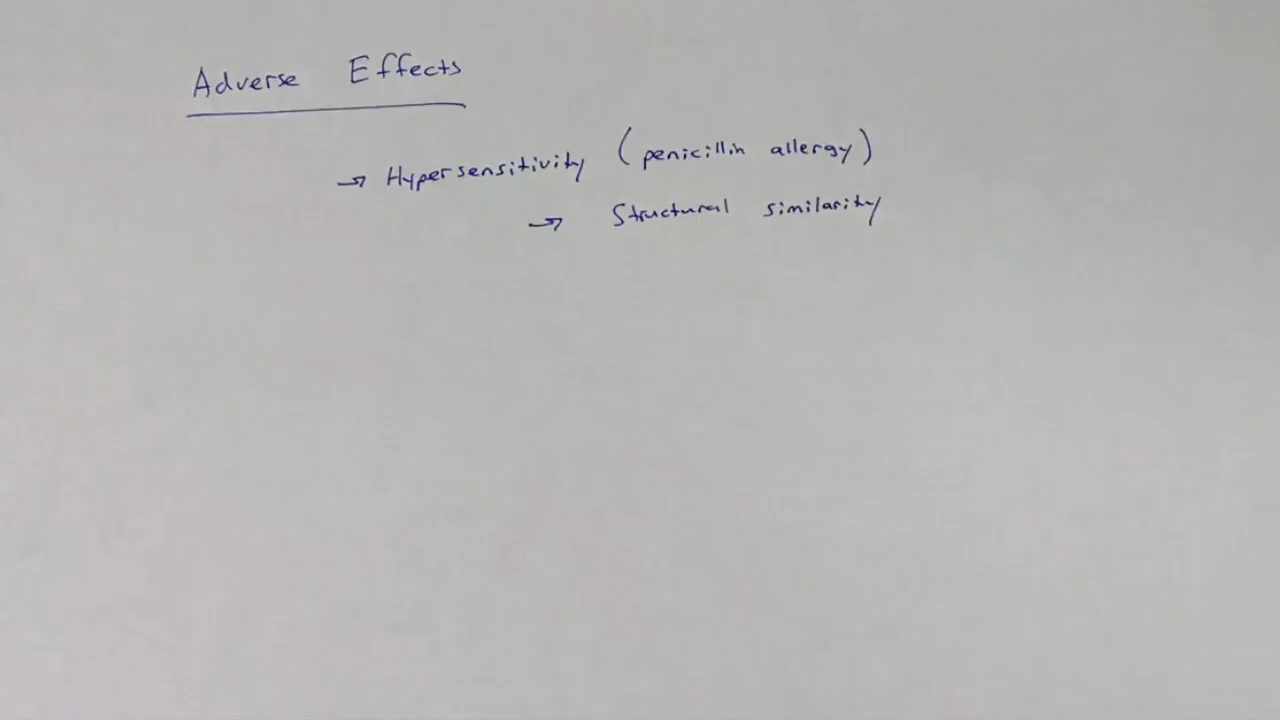 Adverse Effects
→ Hypersensitivity (penicillin allergy)
→ Structural similarity